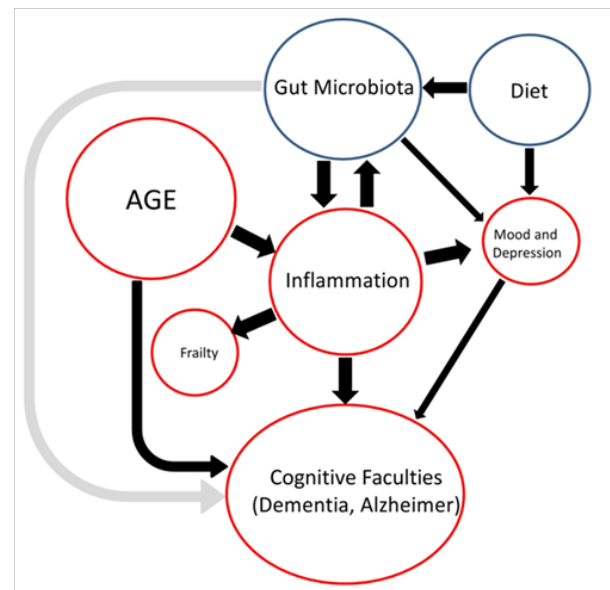 Gut Microbiota
Diet
AGE
Mood and
Depression
Inflammation
Frailty
Cognitive Faculties
(Dementia, Alzheimer)